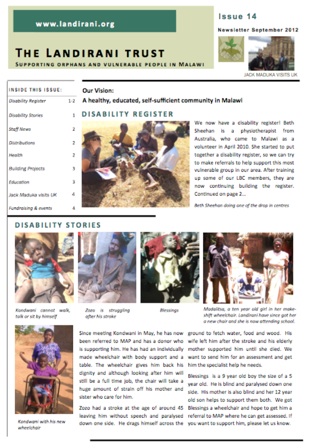 www.landirani.org
Issue 14
Newsletter September 2012
THE LANDIRANI TRUST
SUPPORTING ORPHANS AND VULNERABLE PEOPLE IN MALAWI
JACK MADUKA VISITS UK
INSIDE THIS ISSUE:
Disability Register 1-2
Disability Stories 1
Staff News 2
Distributions 2
Health 2
Building Projects 3
Education 3
Jack Maduka visits UK 4
Fundraising & events 4
Our Vision:
A healthy, educated, self-sufficient community in Malawi
DISABILITY REGISTER
We now have a disability register! Beth
Sheehan is a physiotherapist from
Australia, who came to Malawi as a
volunteer in April 2010. She started to put
together a disability register, so we can try
to make referrals to help support this most
vulnerable group in our area. After training
up some of our LBC members, they are
now continuing building the register.
Continued on page 2...
Beth Sheehan doing one of the drop in centres
DISABILITY STORIES
Kondwani cannot walk,
talk or sit by himself
Zozo is struggling
after his stroke
Blessings
Madalitso, a ten year old girl in her make-
shift wheelchair. Landirani have since got her
a new chair and she is now attending school
Kondwani with his new
wheelchair
Since meeting Kondwani in May, he has now
been referred to MAP and has a donor who
is supporting him. He has had an individually
made wheelchair with body support and a
table. The wheelchair gives him back his
dignity and although looking after him will
still be a full time job, the chair will take a
huge amount of strain off his mother and
sister who care for him.
Zozo had a stroke at the age of around 45
leaving him without speech and paralysed
down one side. He drags himself across the
ground to fetch water, food and wood. His
wife left him after the stroke and his elderly
mother supported him until she died. We
want to send him for an assessment and get
him the specialist help he needs.
Blessings is a 9 year old boy the size of a 5
year old. He is blind and paralysed down one
side. His mother is also blind and her 12 year
old son helps to support them both. We got
Blessings a wheelchair and hope to get him a
referral to MAP where he can get assessed. If
you want to support him, please let us know.